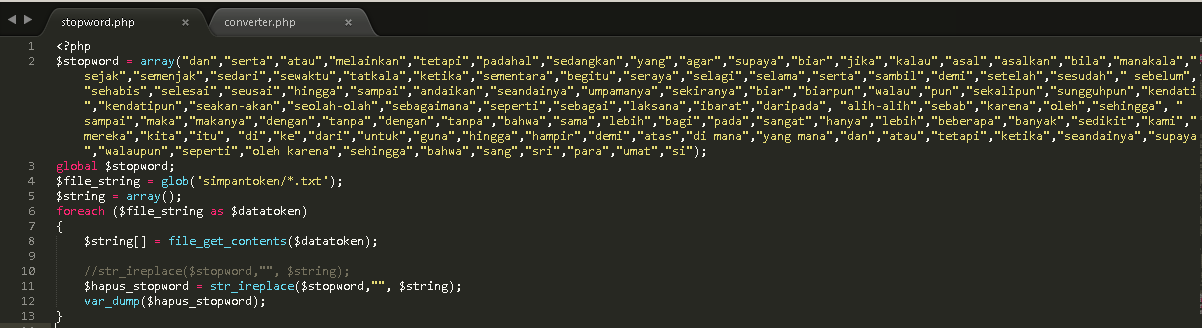 stopword.php × converter.php ×
1 <?php
2 $stopword = array("dan","serta","atau","melainkan","tetapi","padahal","sedangkan","yang","agar","supaya","biar","jika","kalau","asal","asalkan","bila","manakala","
sejak","semenjak","sedari","sewaktu","tatkala","ketika","sementara","begitu","seraya","selagi","selama","serta","sambil","demi","setelah","sesudah"," sebelum",
"sehabis","selesai","seusai","hingga","sampai","andaikan","seandainya","umpamanya","sekiranya","biar","biarpun","walau","pun","sekalipun","sungguhpun","kendati"
,"kendatipun","seakan-akan","seolah-olah","sebagaimana","seperti","sebagai","laksana","ibarat","daripada"," alih-alih","sebab","karena","oleh","sehingga"," "
sampai","maka","makanya","dengan","tanpa","dengan","tanpa","bahwa","sama","lebih","bagi","pada","sangat","hanya","lebih","beberapa","banyak","sedikit","kami","
mereka","kita","itu"," "di","ke","dari","untuk","guna","hingga","hampir","demi","atas","di mana","yang mana","dan","atau","tetapi","ketika","seandainya","supaya"
,"walaupun","seperti","oleh karena","sehingga","bahwa","sang","sri","para","umat","si");
3 global $stopword;
4 $file_string = glob('simpantoken/*.txt');
5 $string = array();
6 foreach ($file_string as $datatoken)
7 {
8 $string[] = file_get_contents($datatoken);
9
10 //str_ireplace($stopword,"", $string);
11 $hapus_stopword = str_ireplace($stopword,"", $string);
12 var_dump($hapus_stopword);
13 }